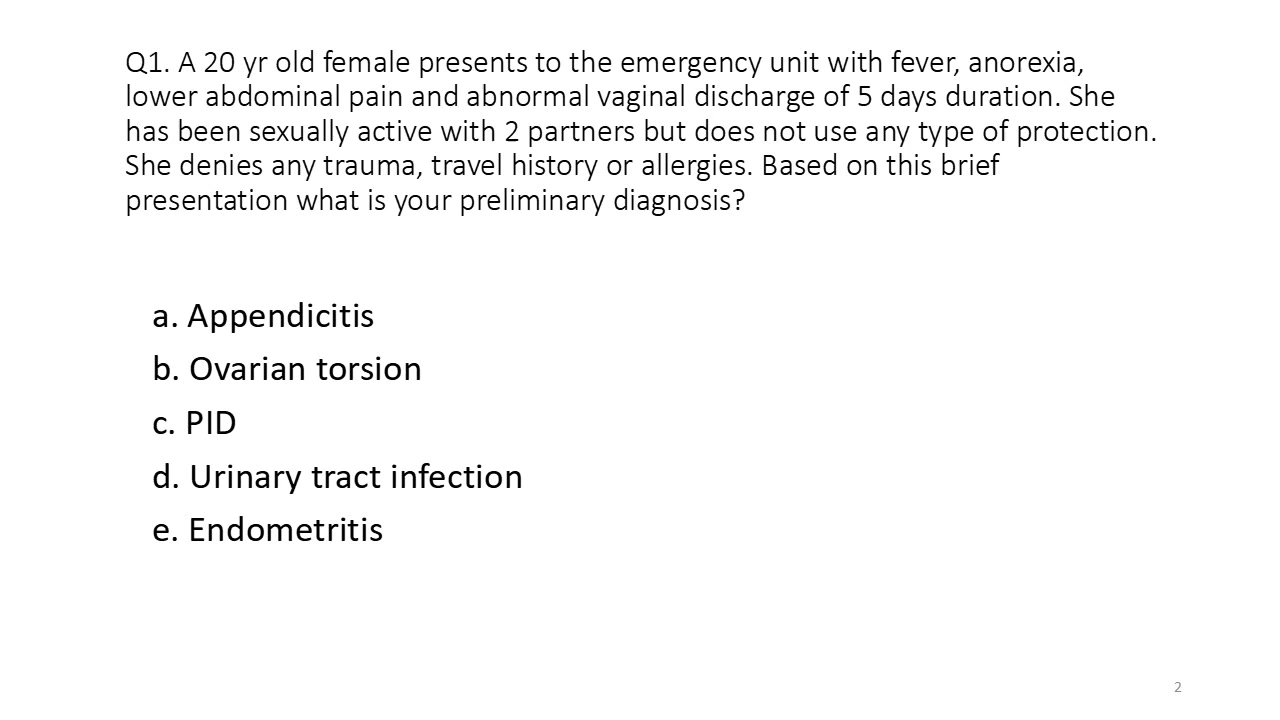 Q1. A 20 yr old female presents to the emergency unit with fever, anorexia,
lower abdominal pain and abnormal vaginal discharge of 5 days duration. She
has been sexually active with 2 partners but does not use any type of protection.
She denies any trauma, travel history or allergies. Based on this brief
presentation what is your preliminary diagnosis?
a. Appendicitis
b. Ovarian torsion
c. PID
d. Urinary tract infection
e. Endometritis
2